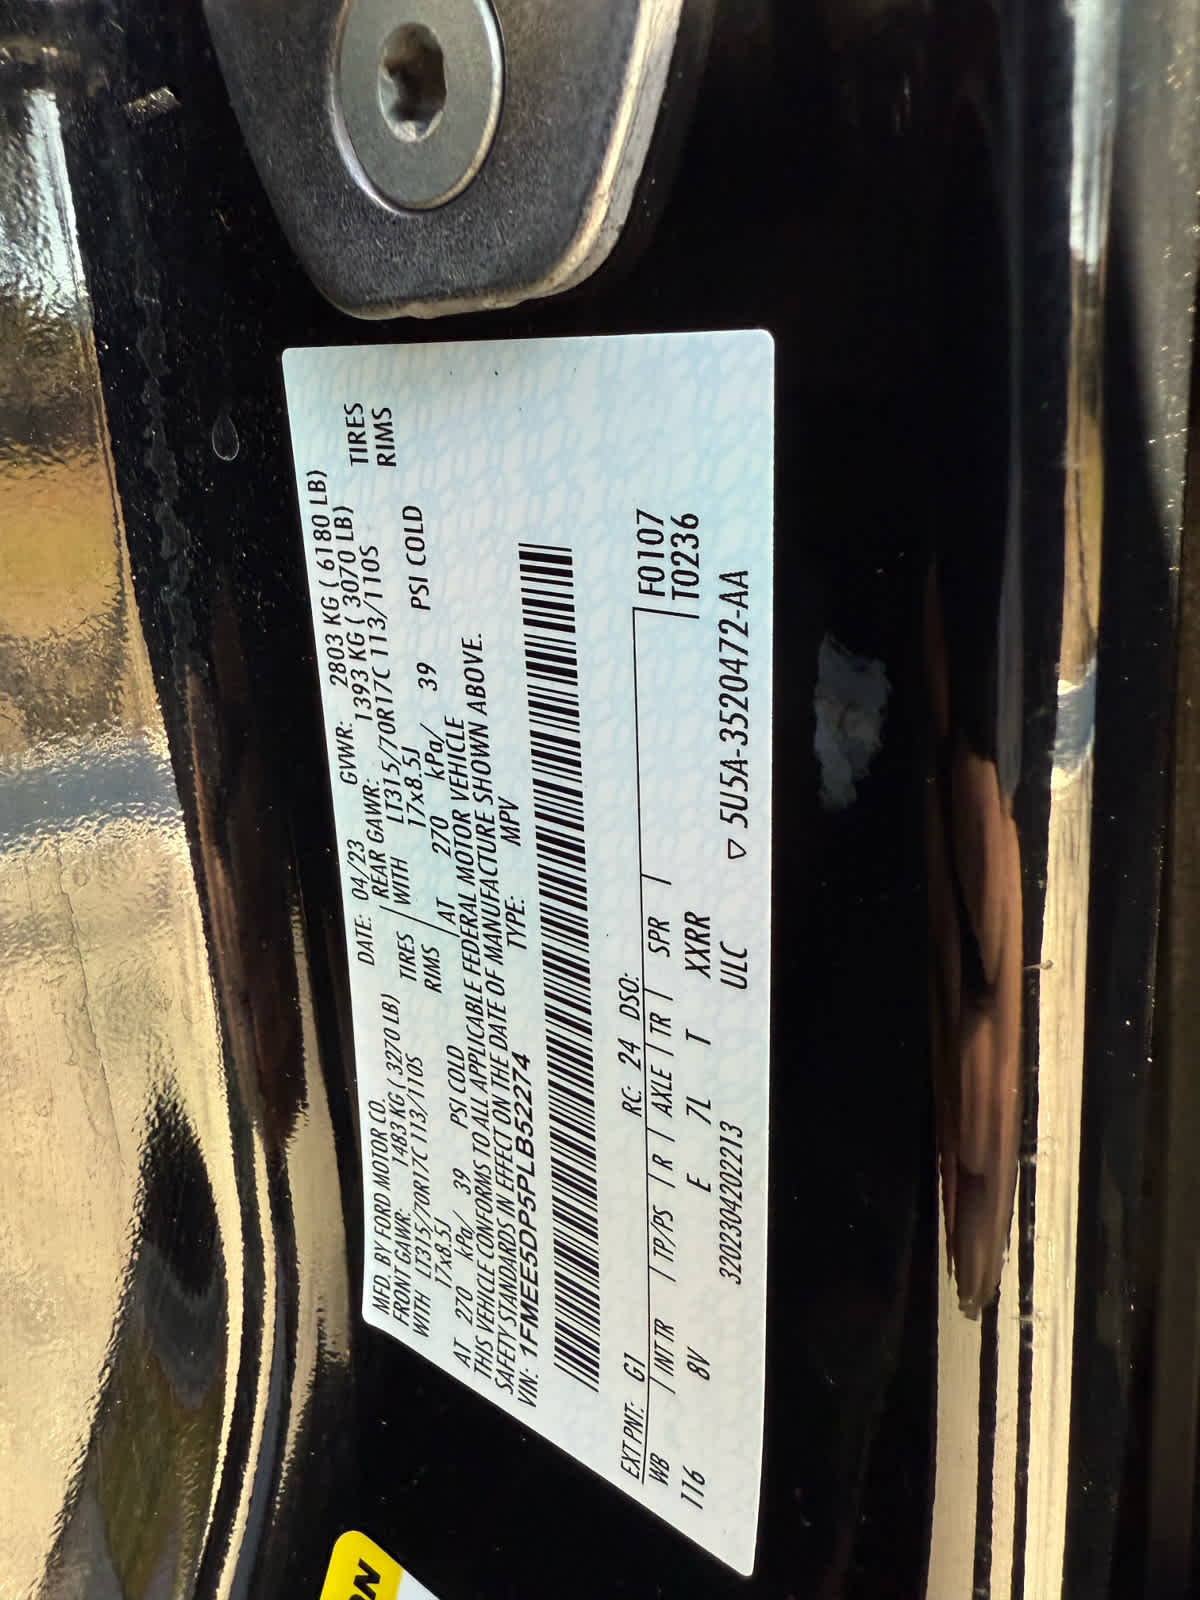 MFD. BY FORD MOTOR CO.
DATE: 04/23 GVWR: 2803 KG ( 6180 LB)
FRONT GAWR: 1483 KG ( 3270 LB) REAR GAWR: 1393 KG ( 3070 LB)
WITH LT315/70R17C 113/110S TIRES WITH LT315/70R17C 113/110S TIRES
17x8.5J RIMS 17x8.5J RIMS
AT 270 kPa/ 39 PSI COLD AT 270 kPa/ 39 PSI COLD
THIS VEHICLE CONFORMS TO ALL APPLICABLE FEDERAL MOTOR VEHICLE
SAFETY STANDARDS IN EFFECT ON THE DATE OF MANUFACTURE SHOWN ABOVE.
VIN: 1FMEE5DP5PLB52274 TYPE: MPV
EXT PNT: G1 RC: 24 DSO: F0107
WB INT TR TP/PS R AXLE TR SPR T0236
116 8V E 7L T XXRR
3202304202213 ULC ▽ 5U5A-3520472-AA
ON